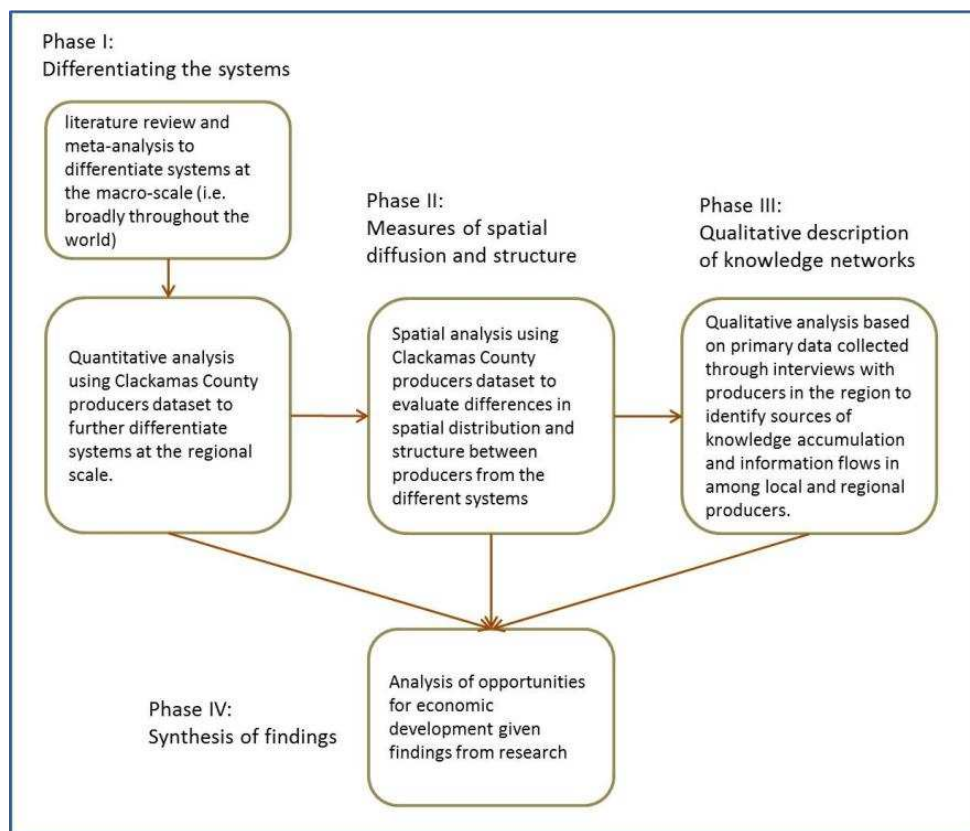 Phase I:
Differentiating the systems
literature review and
meta-analysis to
differentiate systems at
the macro-scale (i.e.
broadly throughout the
world)
Quantitative analysis
using Clackamas County
producers dataset to
further differentiate
systems at the regional
scale.
Phase II:
Measures of spatial
diffusion and structure
Spatial analysis using
Clackamas County
producers dataset to
evaluate differences in
spatial distribution and
structure between
producers from the
different systems
Phase III:
Qualitative description
of knowledge networks
Qualitative analysis based
on primary data collected
through interviews with
producers in the region to
identify sources of
knowledge accumulation
and information flows in
among local and regional
producers.
Phase IV:
Synthesis of findings
Analysis of opportunities
for economic
development given
findings from research